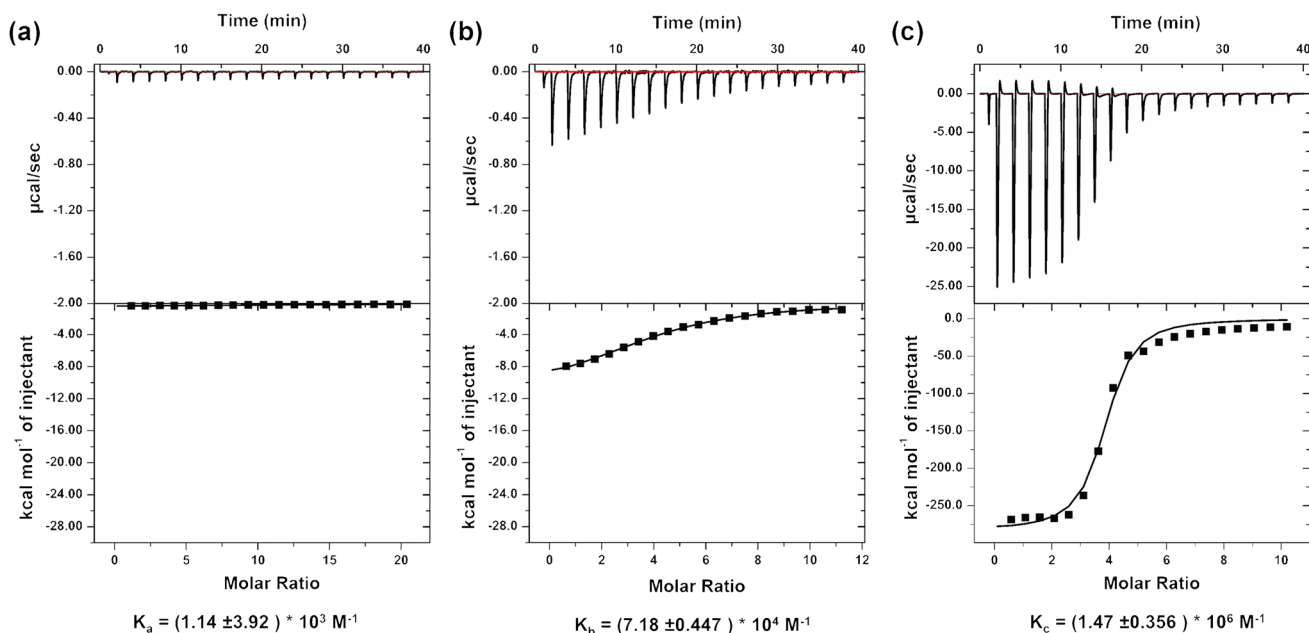 (a)
Time (min)
0 10 20 30 40
0.00
-0.40
-0.80
-1.20
-1.60
-2.00
µcal/sec
-4.00
-8.00
-12.00
-16.00
-20.00
-24.00
-28.00
kcal mol⁻¹ of injectant
0 5 10 15 20
Molar Ratio
Kₐ = (1.14 ±3.92 ) * 10³ M⁻¹
(b)
Time (min)
0 10 20 30 40
0.00
-0.40
-0.80
-1.20
-1.60
-2.00
µcal/sec
-4.00
-8.00
-12.00
-16.00
-20.00
-24.00
-28.00
kcal mol⁻¹ of injectant
0 2 4 6 8 10 12
Molar Ratio
K_b = (7.18 ±0.447 ) * 10⁴ M⁻¹
(c)
Time (min)
0 10 20 30 40
0.00
-5.00
-10.00
-15.00
-20.00
-25.00
µcal/sec
0.0
-50.0
-100.0
-150.0
-200.0
-250.0
kcal mol⁻¹ of injectant
0 2 4 6 8 10
Molar Ratio
K_c = (1.47 ±0.356 ) * 10⁶ M⁻¹